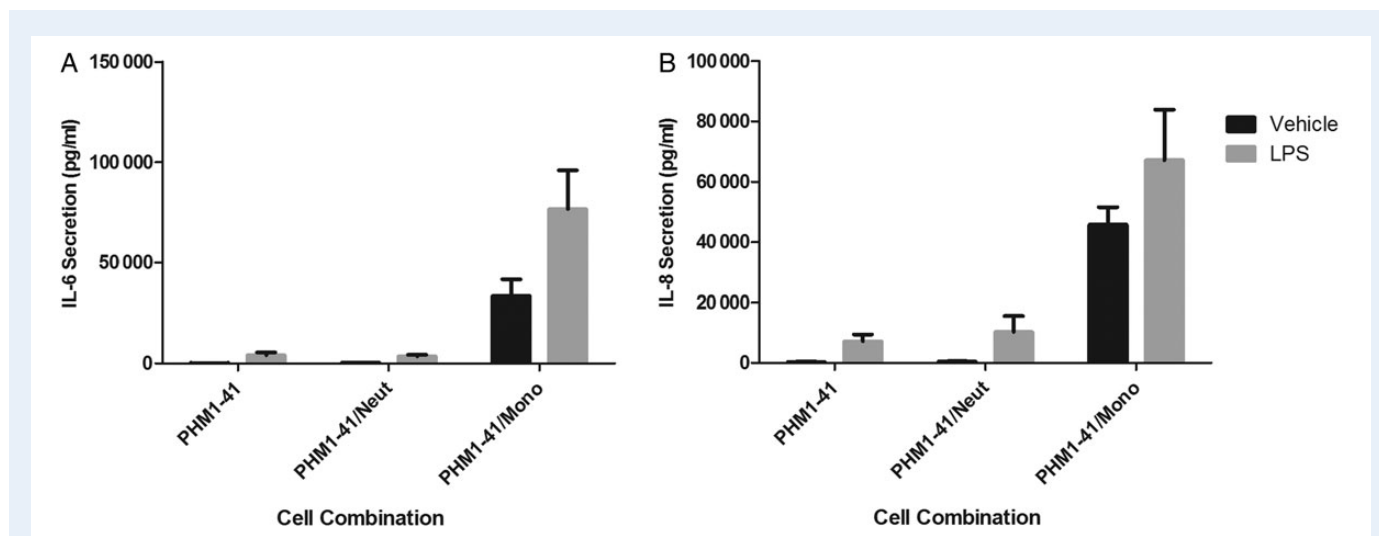 A
IL-6 Secretion (pg/ml)
150 000
100 000
50 000
0
PHM1-41
PHM1-41/Neut
PHM1-41/Mono
Cell Combination
B
IL-8 Secretion (pg/ml)
100 000
80 000
60 000
40 000
20 000
0
PHM1-41
PHM1-41/Neut
PHM1-41/Mono
Cell Combination
Vehicle
LPS